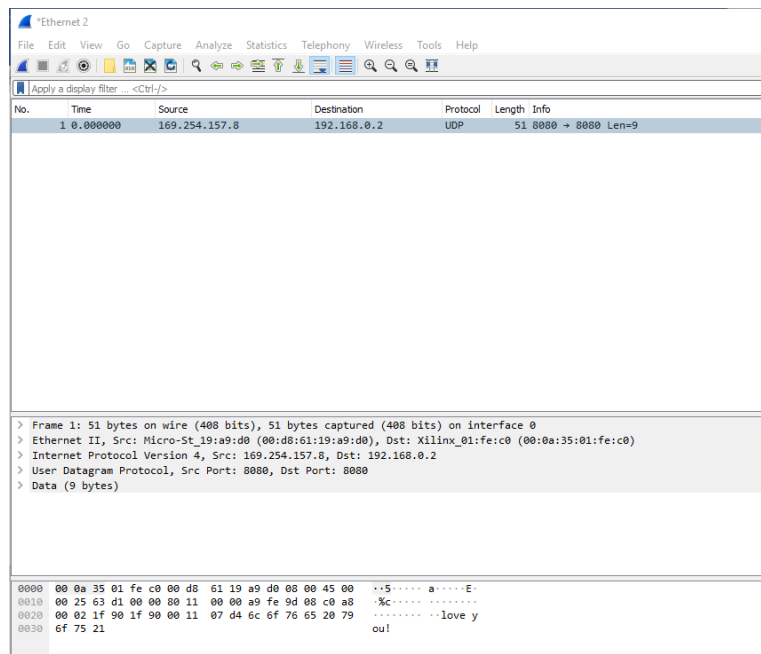 *Ethernet 2
File Edit View Go Capture Analyze Statistics Telephony Wireless Tools Help
Apply a display filter ... <Ctrl-/>
No. Time Source Destination Protocol Length Info
1 0.000000 169.254.157.8 192.168.0.2 UDP 51 8080 → 8080 Len=9
> Frame 1: 51 bytes on wire (408 bits), 51 bytes captured (408 bits) on interface 0
> Ethernet II, Src: Micro-St_19:a9:d0 (00:d8:61:19:a9:d0), Dst: Xilinx_01:fe:c0 (00:0a:35:01:fe:c0)
> Internet Protocol Version 4, Src: 169.254.157.8, Dst: 192.168.0.2
> User Datagram Protocol, Src Port: 8080, Dst Port: 8080
> Data (9 bytes)
0000 00 0a 35 01 fe c0 00 d8 61 19 a9 d0 08 00 45 00 ··5····· a·····E·
0010 00 25 63 d1 00 00 80 11 00 00 a9 fe 9d 08 c0 a8 ·%c····· ········
0020 00 02 1f 90 1f 90 00 11 07 d4 6c 6f 76 65 20 79 ········ ··love y
0030 6f 75 21 ou!